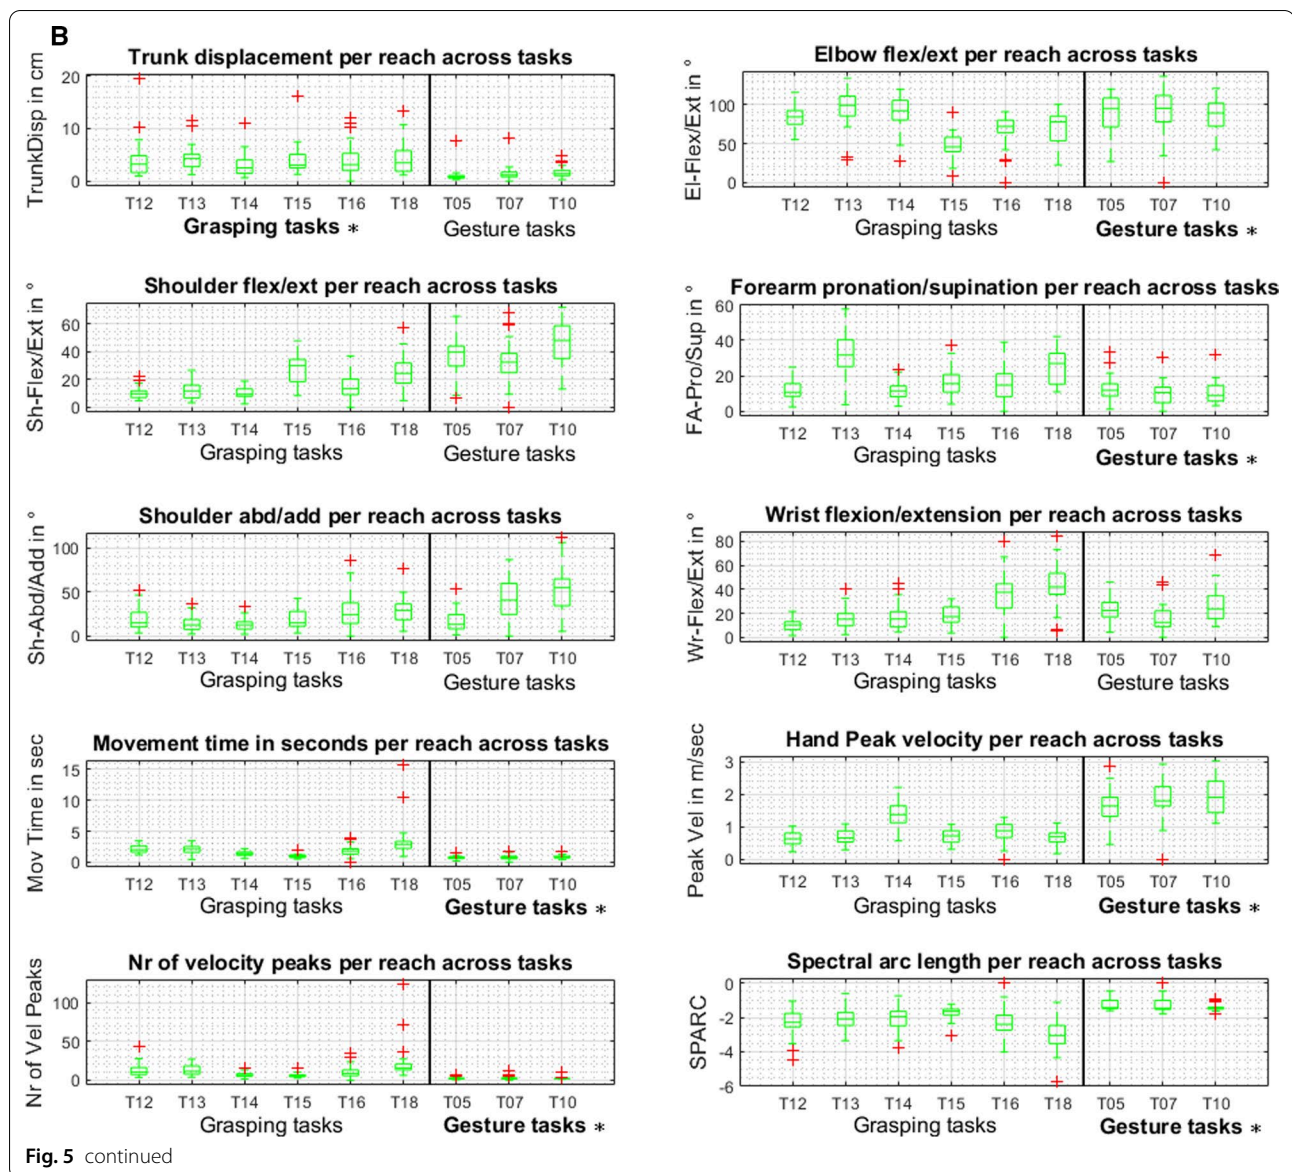 B
Trunk displacement per reach across tasks
TrunkDisp in cm
20
10
0
T12 T13 T14 T15 T16 T18 T05 T07 T10
Grasping tasks * Gesture tasks
Elbow flex/ext per reach across tasks
El-Flex/Ext in °
100
50
0
T12 T13 T14 T15 T16 T18 T05 T07 T10
Grasping tasks Gesture tasks *
Shoulder flex/ext per reach across tasks
Sh-Flex/Ext in °
60
40
20
0
T12 T13 T14 T15 T16 T18 T05 T07 T10
Grasping tasks Gesture tasks
Forearm pronation/supination per reach across tasks
FA-Pro/Sup in °
60
40
20
0
T12 T13 T14 T15 T16 T18 T05 T07 T10
Grasping tasks Gesture tasks *
Shoulder abd/add per reach across tasks
Sh-Abd/Add in °
100
50
0
T12 T13 T14 T15 T16 T18 T05 T07 T10
Grasping tasks Gesture tasks
Wrist flexion/extension per reach across tasks
Wr-Flex/Ext in °
80
60
40
20
0
T12 T13 T14 T15 T16 T18 T05 T07 T10
Grasping tasks Gesture tasks
Movement time in seconds per reach across tasks
Mov Time in sec
15
10
5
0
T12 T13 T14 T15 T16 T18 T05 T07 T10
Grasping tasks Gesture tasks *
Hand Peak velocity per reach across tasks
Peak Vel in m/sec
3
2
1
0
T12 T13 T14 T15 T16 T18 T05 T07 T10
Grasping tasks Gesture tasks *
Nr of velocity peaks per reach across tasks
Nr of Vel Peaks
100
50
0
T12 T13 T14 T15 T16 T18 T05 T07 T10
Grasping tasks Gesture tasks *
Spectral arc length per reach across tasks
SPARC
0
-2
-4
-6
T12 T13 T14 T15 T16 T18 T05 T07 T10
Grasping tasks Gesture tasks *
Fig. 5 continued